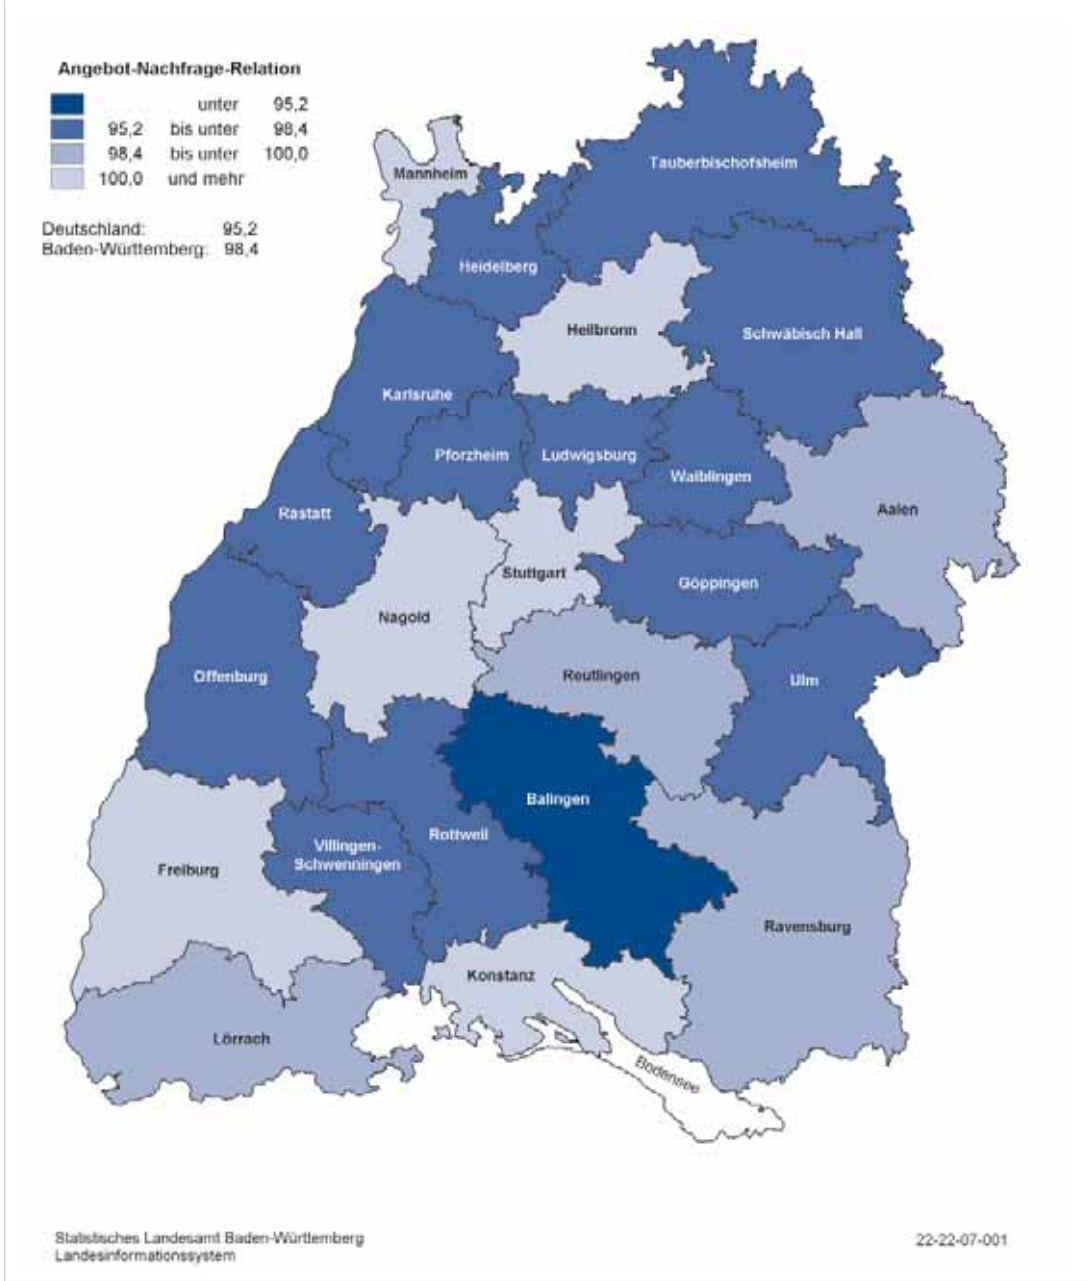 Angebot-Nachfrage-Relation
unter 95,2
95,2 bis unter 98,4
98,4 bis unter 100,0
100,0 und mehr
Deutschland: 95,2
Baden-Württemberg: 98,4
Tauberbischofsheim
Mannheim
Heidelberg
Heilbronn
Schwäbisch Hall
Karlsruhe
Pforzheim
Ludwigsburg
Waiblingen
Rastatt
Aalen
Stuttgart
Göppingen
Nagold
Offenburg
Reutlingen
Ulm
Balingen
Rottweil
Villingen-
Schwenningen
Freiburg
Ravensburg
Konstanz
Lörrach
Bodensee
Statistisches Landesamt Baden-Württemberg
Landesinformationssystem
22-22-07-001